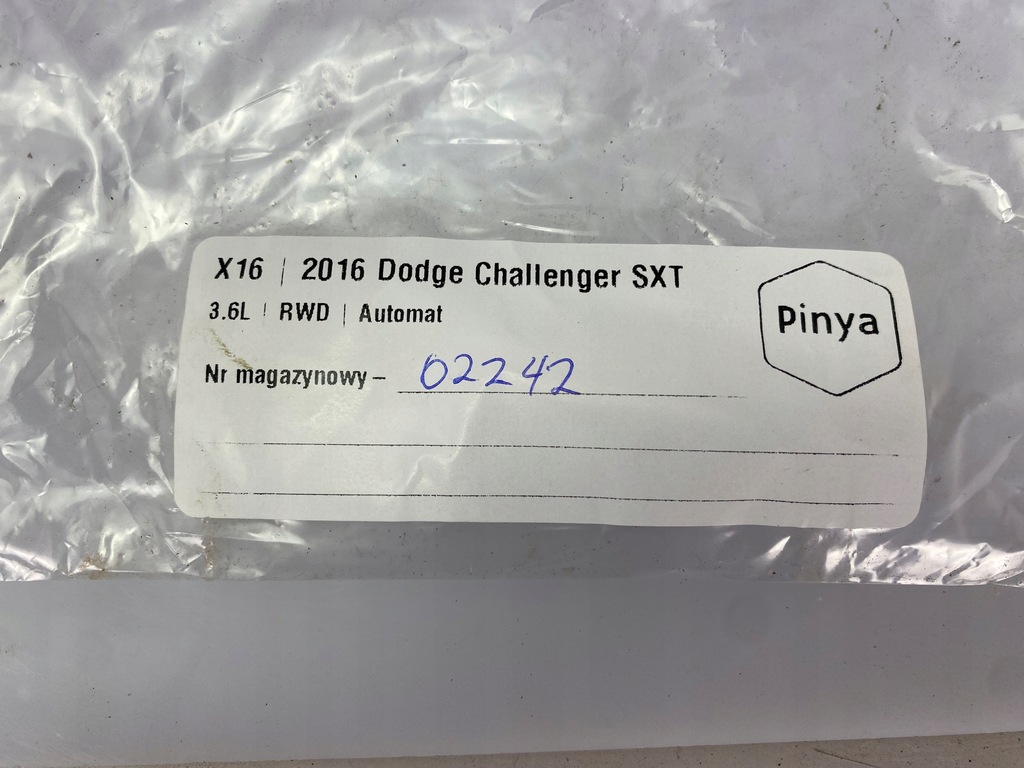 X16 | 2016 Dodge Challenger SXT
3.6L | RWD | Automat
Pinya
Nr magazynowy – 02242